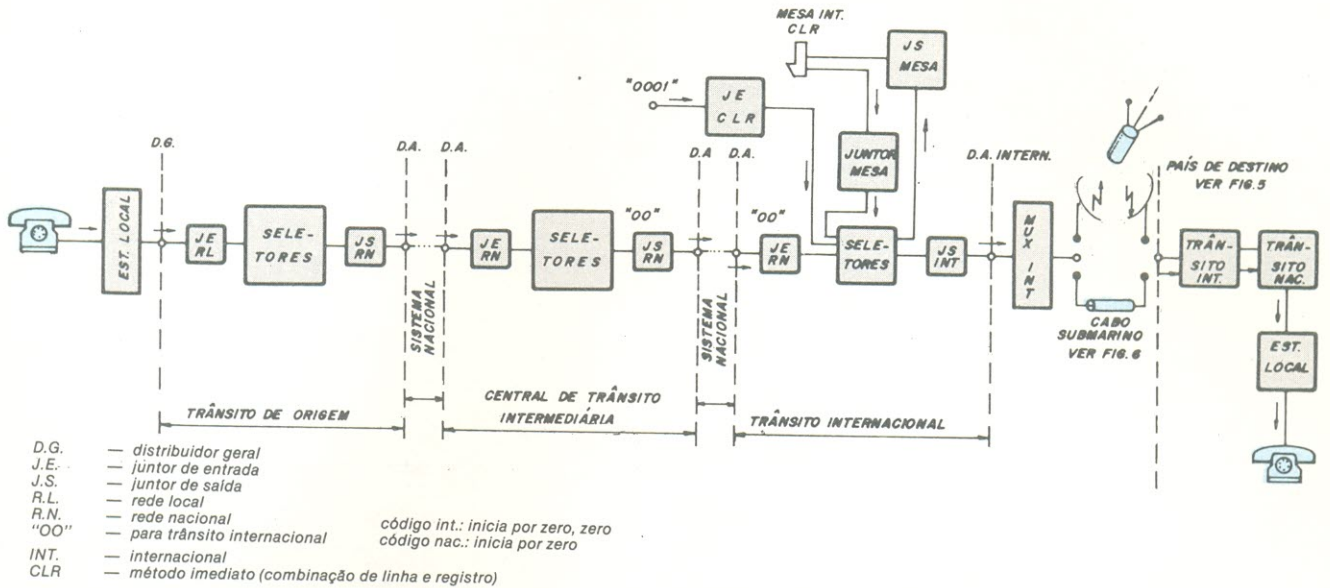 MESA INT.
CLR
JS
MESA
"0001"
JE
CLR
JUNTOR
MESA
D.G.
D.A.
D.A.
D.A
D.A.
D.A. INTERN.
PAÍS DE DESTINO
VER FIG.5
EST. LOCAL
JE
RL
SELE-
TORES
JS
RN
JE
RN
SELE-
TORES
"OO"
JS
RN
"OO"
JE
RN
SELE-
TORES
JS
INT
MUX INT
TRÂN-
SITO
INT.
TRÂN-
SITO
NAC.
SISTEMA
NACIONAL
SISTEMA
NACIONAL
CABO
SUBMARINO
VER FIG.6
EST.
LOCAL
TRÂNSITO DE ORIGEM
CENTRAL DE TRÂNSITO
INTERMEDIÁRIA
TRÂNSITO INTERNACIONAL
D.G. — distribuidor geral
J.E. — juntor de entrada
J.S. — juntor de saída
R.L. — rede local
R.N. — rede nacional
"OO" — para trânsito internacional
código int.: inicia por zero, zero
código nac.: inicia por zero
INT. — internacional
CLR — método imediato (combinação de linha e registro)